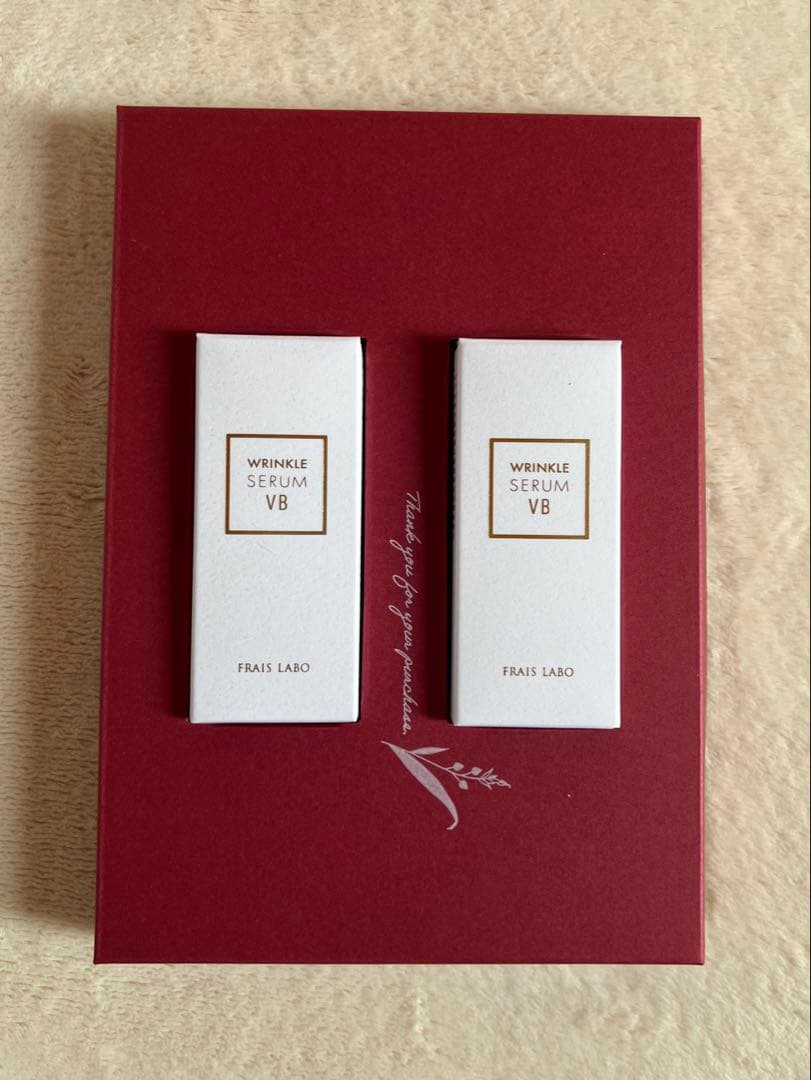 WRINKLE
SERUM
VB
FRAIS LABO
Thank you for your purchase.
WRINKLE
SERUM
VB
FRAIS LABO